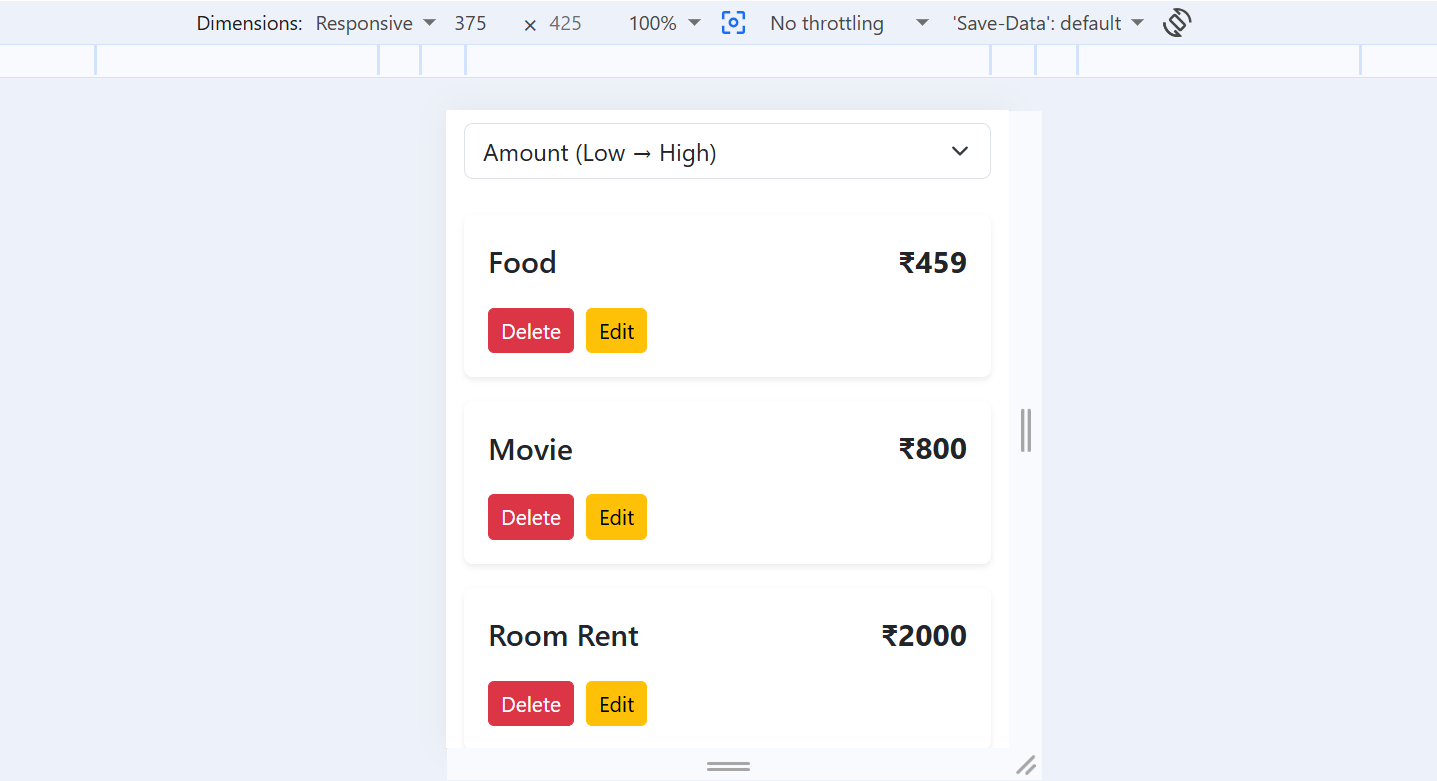 Dimensions: Responsive 375 × 425 100% No throttling 'Save-Data': default
Amount (Low → High)
Food ₹459
Delete Edit
Movie ₹800
Delete Edit
Room Rent ₹2000
Delete Edit